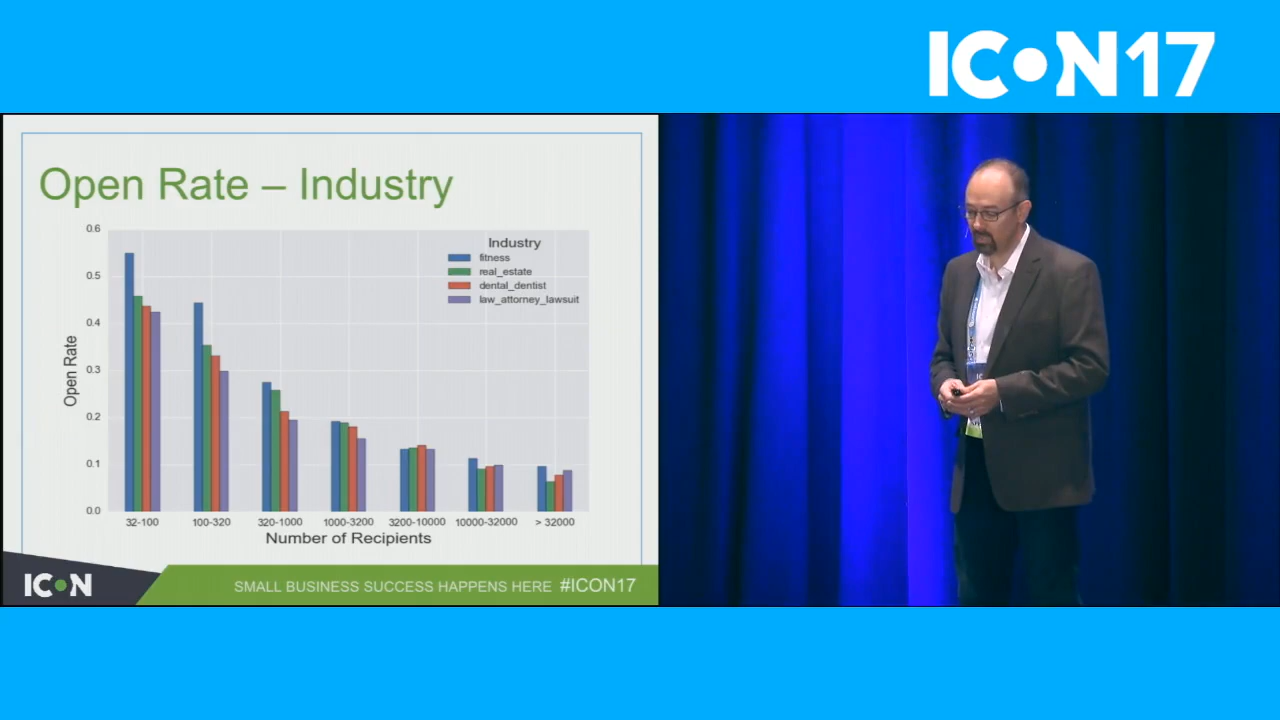 ICON17
Open Rate – Industry
0.6
0.5
0.4
0.3
0.2
0.1
0.0
Open Rate
Industry
fitness
real_estate
dental_dentist
law_attorney_lawsuit
32-100 100-320 320-1000 1000-3200 3200-10000 10000-32000 > 32000
Number of Recipients
ICON
SMALL BUSINESS SUCCESS HAPPENS HERE #ICON17